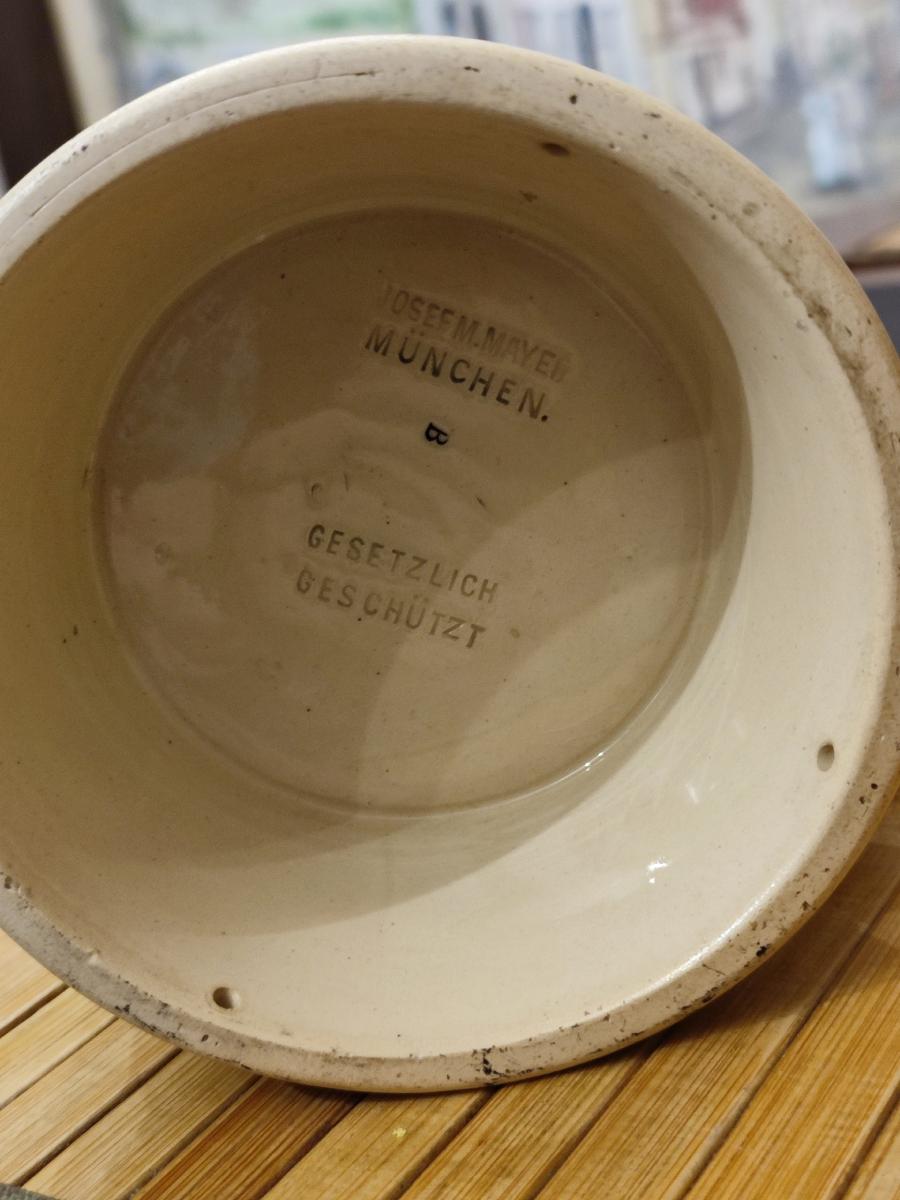 JOSEF M. MAYER
MÜNCHEN.
B
GESETZLICH
GESCHÜTZT